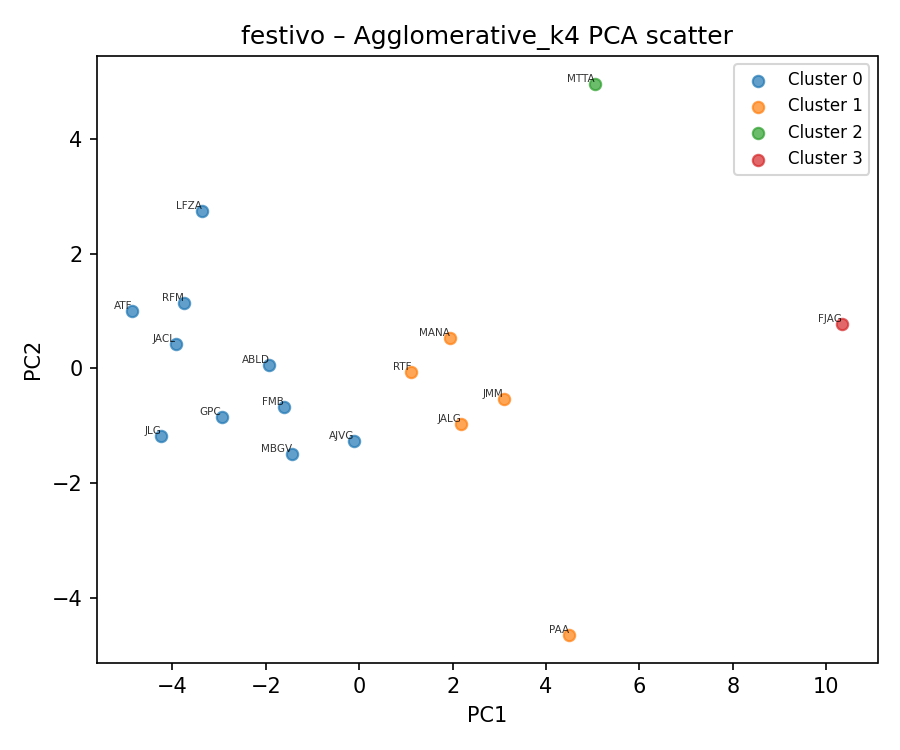 festivo – Agglomerative_k4 PCA scatter
MTTA
Cluster 0
Cluster 1
Cluster 2
Cluster 3
4
LFZA
2
ATF
RFM
JACL
FJAG
MANA
ABLD
RTF
0
JMM
FMB
GPC
JALG
JLG
AJVG
MBGV
−2
−4
PAA
−4
−2
0
2
4
6
8
10
PC1
PC2